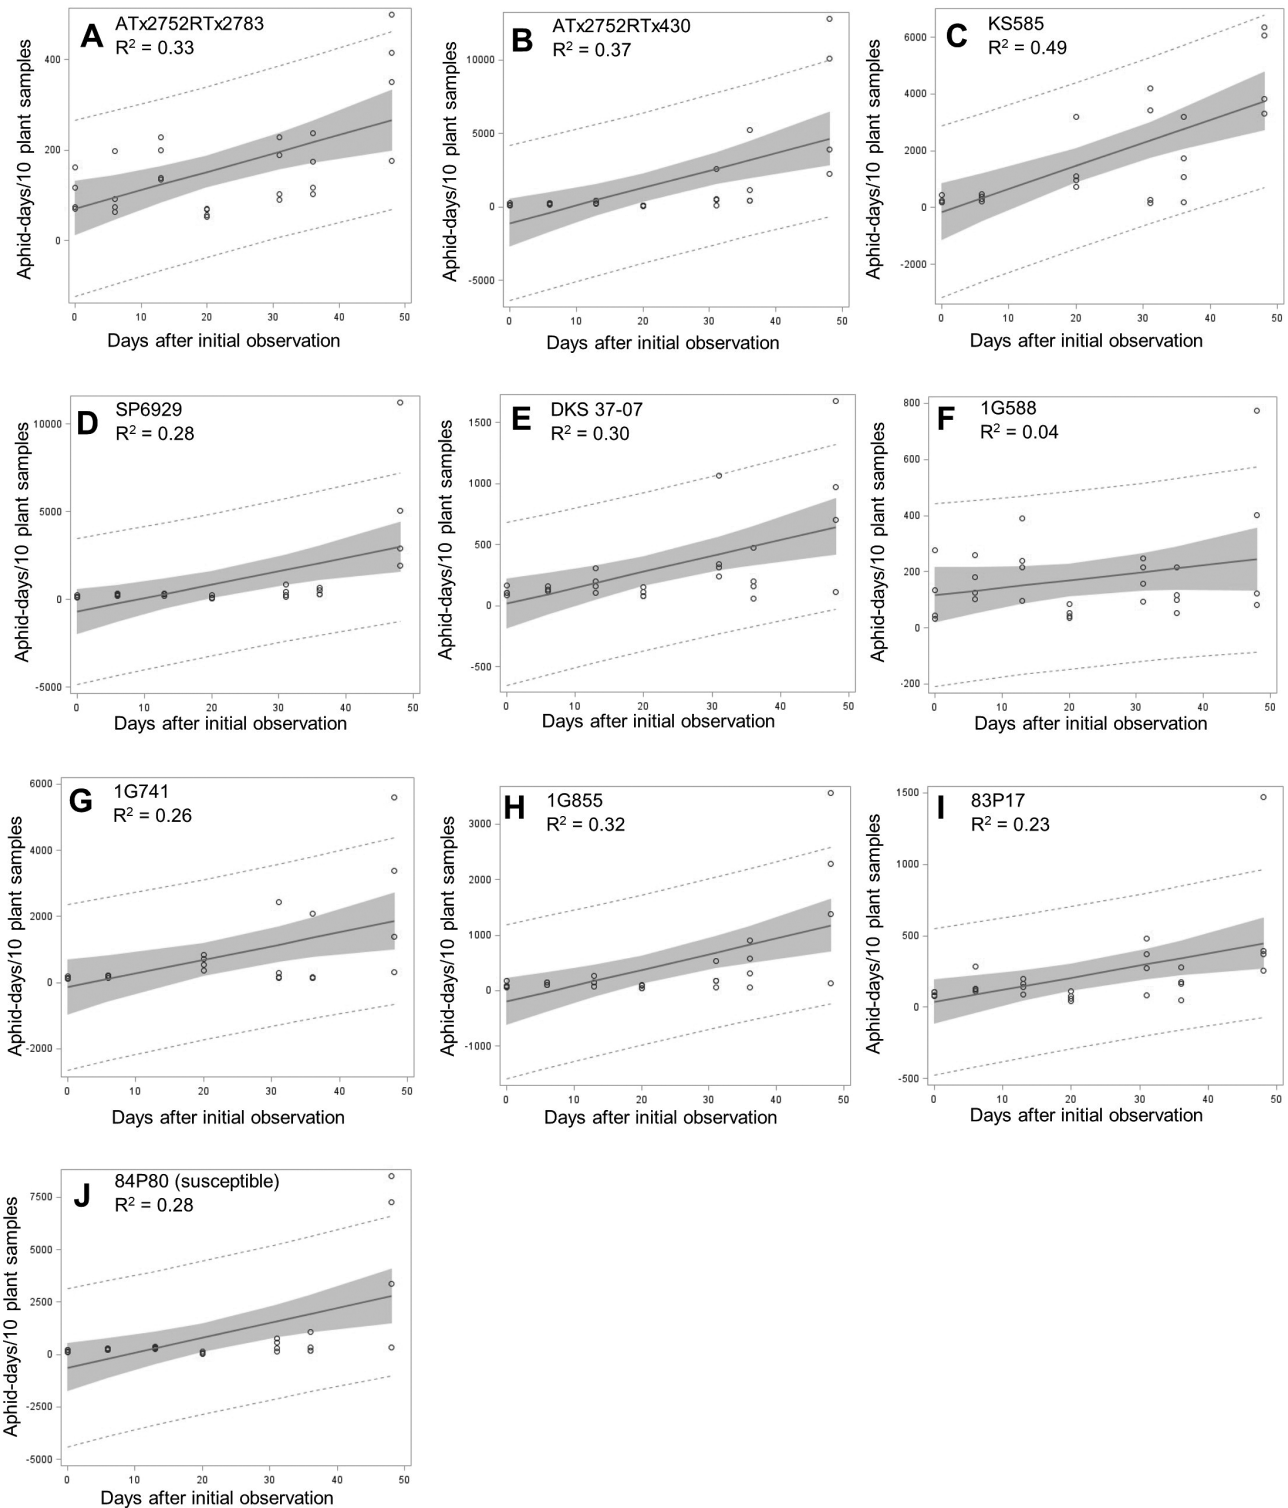 A ATx2752RTx2783
R² = 0.33
Aphid-days/10 plant samples
400
200
0
0 10 20 30 40 50
Days after initial observation
B ATx2752RTx430
R² = 0.37
Aphid-days/10 plant samples
10000
5000
0
-5000
0 10 20 30 40 50
Days after initial observation
C KS585
R² = 0.49
Aphid-days/10 plant samples
6000
4000
2000
0
-2000
0 10 20 30 40 50
Days after initial observation
D SP6929
R² = 0.28
Aphid-days/10 plant samples
10000
5000
0
-5000
0 10 20 30 40 50
Days after initial observation
E DKS 37-07
R² = 0.30
Aphid-days/10 plant samples
1500
1000
500
0
-500
0 10 20 30 40 50
Days after initial observation
F 1G588
R² = 0.04
Aphid-days/10 plant samples
800
600
400
200
0
-200
0 10 20 30 40 50
Days after initial observation
G 1G741
R² = 0.26
Aphid-days/10 plant samples
6000
4000
2000
0
-2000
0 10 20 30 40 50
Days after initial observation
H 1G855
R² = 0.32
Aphid-days/10 plant samples
3000
2000
1000
0
-1000
0 10 20 30 40 50
Days after initial observation
I 83P17
R² = 0.23
Aphid-days/10 plant samples
1500
1000
500
0
-500
0 10 20 30 40 50
Days after initial observation
J 84P80 (susceptible)
R² = 0.28
Aphid-days/10 plant samples
7500
5000
2500
0
-2500
-5000
0 10 20 30 40 50
Days after initial observation